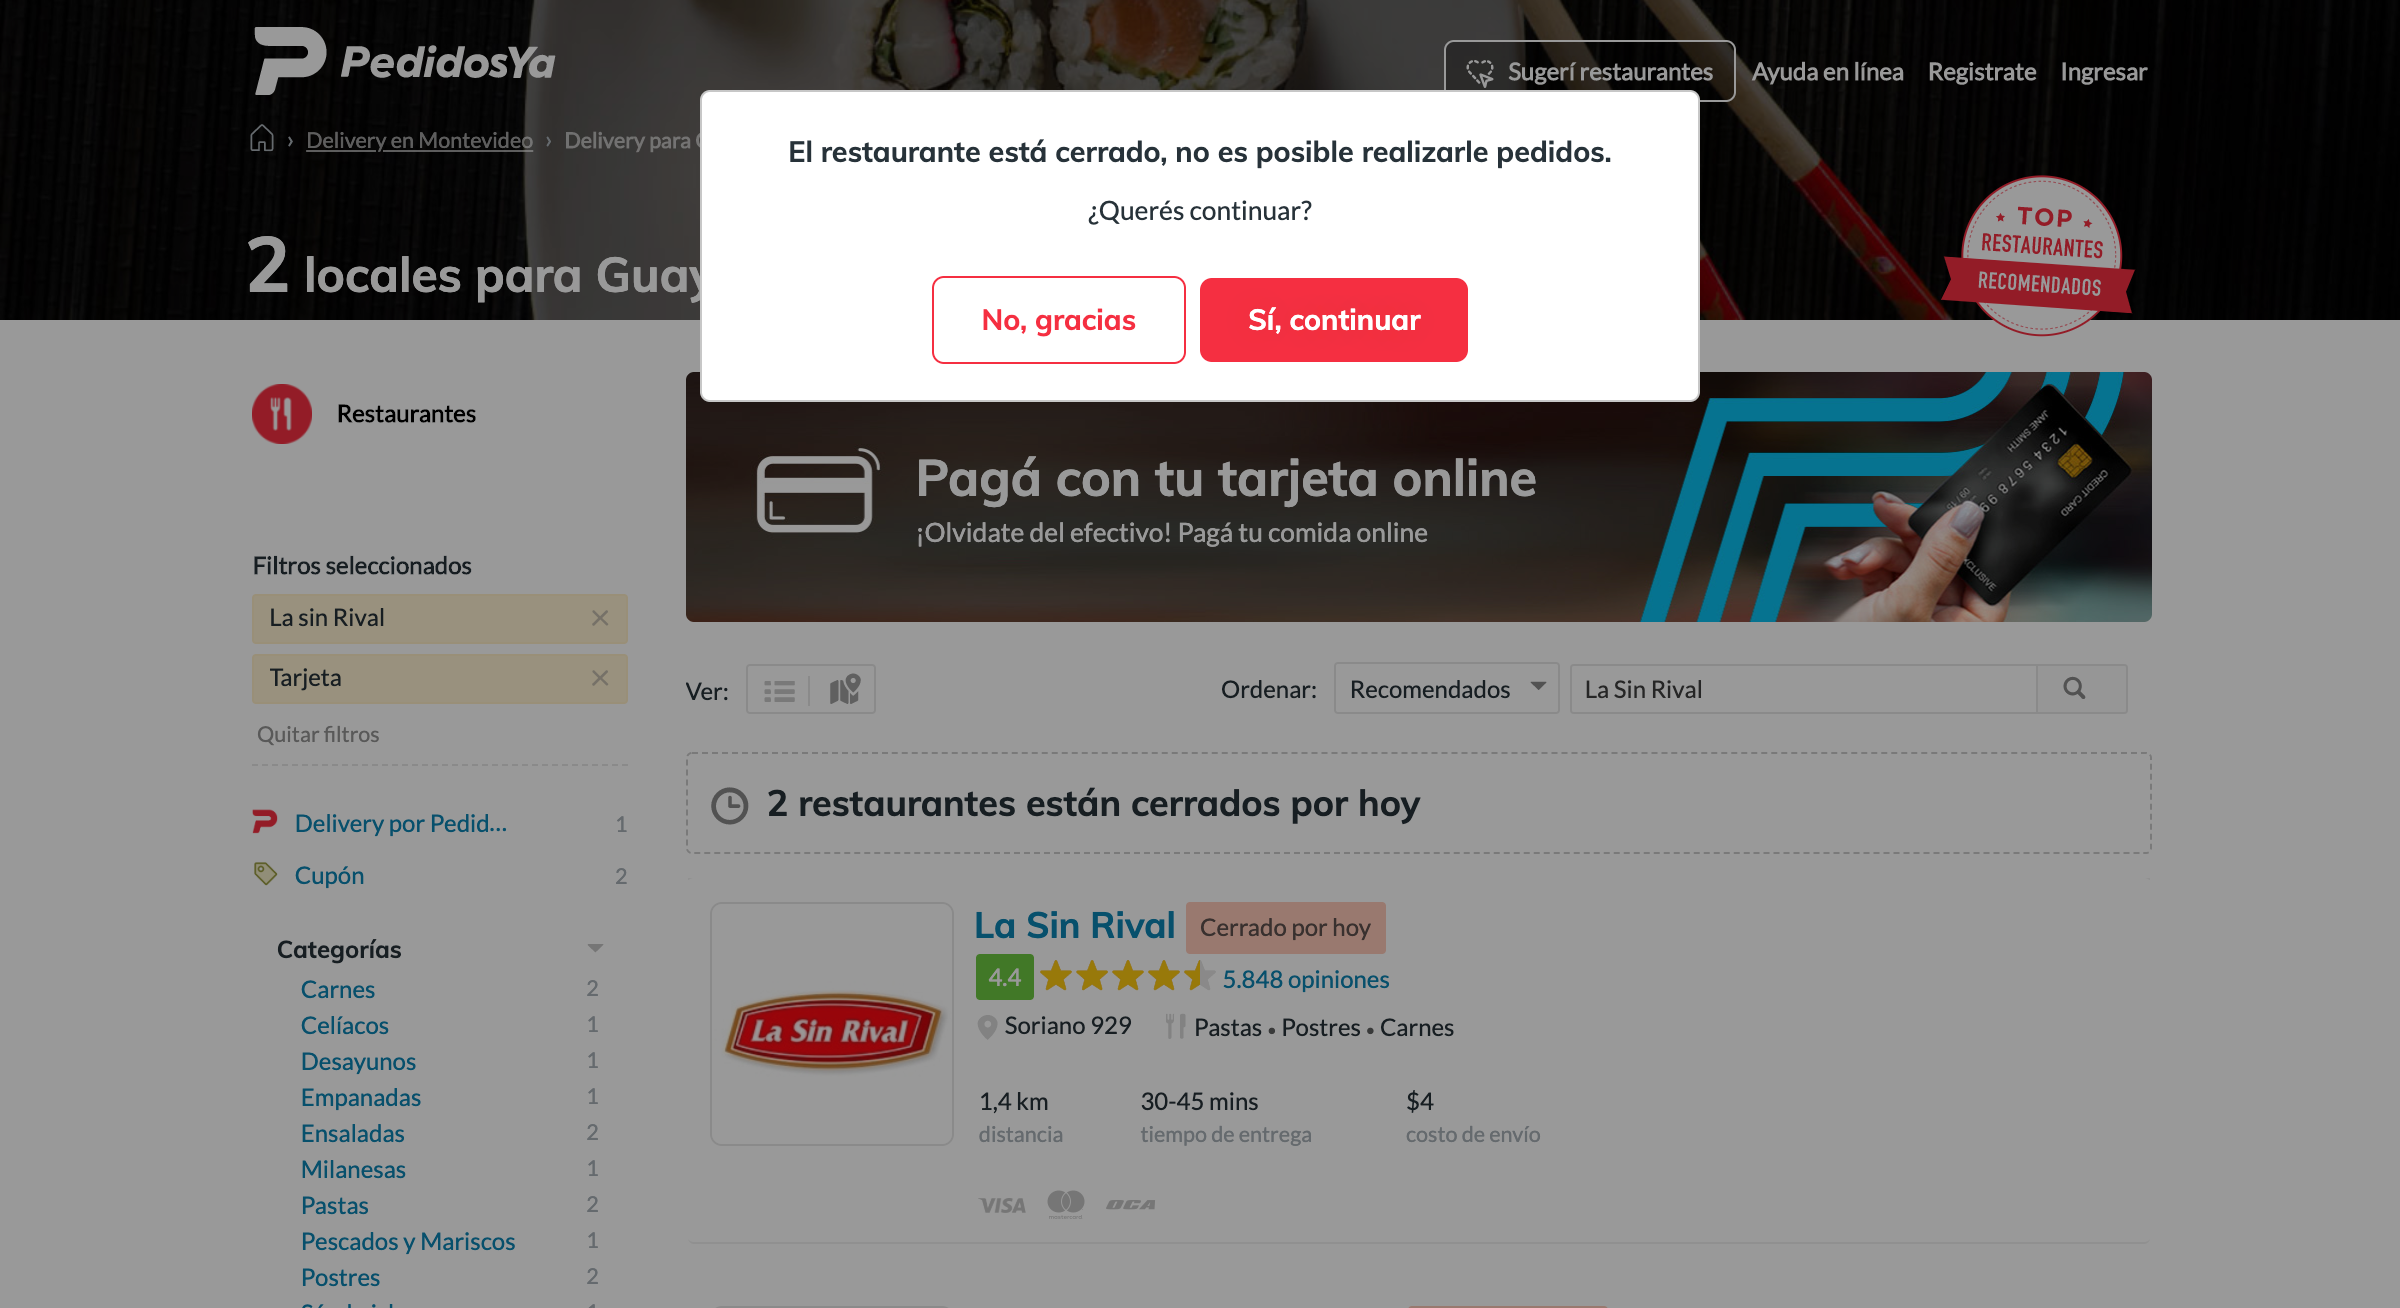 PedidosYa
Sugerí restaurantes
Ayuda en línea
Registrate
Ingresar
Delivery en Montevideo › Delivery para
El restaurante está cerrado, no es posible realizarle pedidos.
¿Querés continuar?
No, gracias
Sí, continuar
2 locales para Guay
TOP
RESTAURANTES
RECOMENDADOS
Restaurantes
Pagá con tu tarjeta online
¡Olvidate del efectivo! Pagá tu comida online
JANE SMITH
CREDIT CARD
Filtros seleccionados
La sin Rival
Tarjeta
Quitar filtros
Ver:
Ordenar:
Recomendados
La Sin Rival
2 restaurantes están cerrados por hoy
Delivery por Pedid... 1
Cupón 2
Categorías
Carnes 2
Celíacos 1
Desayunos 1
Empanadas 1
Ensaladas 2
Milanesas 1
Pastas 2
Pescados y Mariscos 1
Postres 2
La Sin Rival
La Sin Rival Cerrado por hoy
4.4 5.848 opiniones
Soriano 929 Pastas • Postres • Carnes
1,4 km 30-45 mins $4
distancia tiempo de entrega costo de envío
VISA mastercard OCA